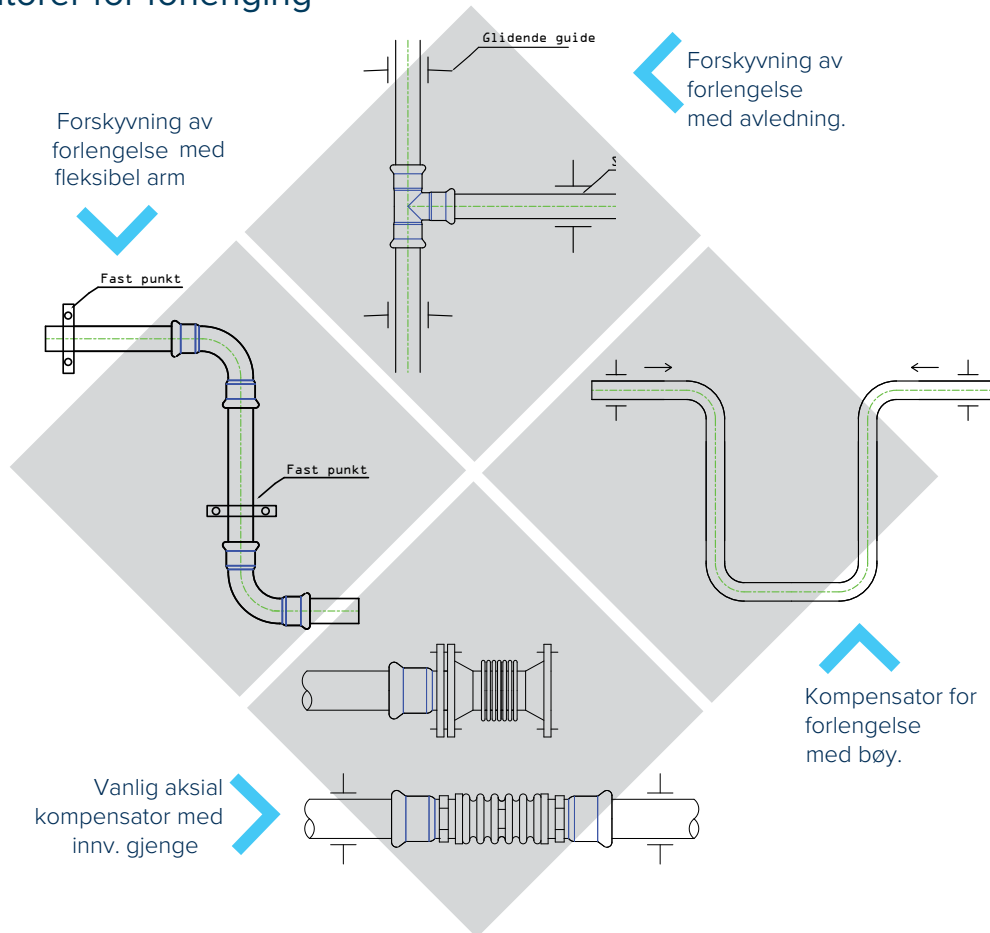 for forlenging
Glidende guide
Forskyvning av
forlengelse
med avledning.
Forskyvning av
forlengelse med
fleksibel arm
Fast punkt
Fast punkt
Kompensator for
forlengelse
med bøy.
Vanlig aksial
kompensator med
innv. gjenge